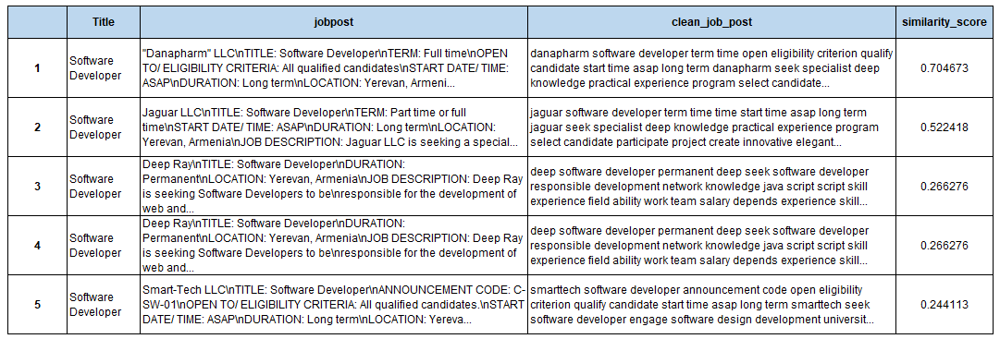 Title jobpost clean_job_post similarity_score
1
Software
Developer
"Danapharm" LLC\nTITLE: Software Developer\nTERM: Full time\nOPEN
TO/ ELIGIBILITY CRITERIA: All qualified candidates\nSTART DATE/ TIME:
ASAP\nDURATION: Long term\nLOCATION: Yerevan, Armeni...
danapharm software developer term time open eligibility criterion qualify
candidate start time asap long term danapharm seek specialist deep
knowledge practical experience program select candidate...
0.704673
2
Software
Developer
Jaguar LLC\nTITLE: Software Developer\nTERM: Part time or full
time\nSTART DATE/ TIME: ASAP\nDURATION: Long term\nLOCATION:
Yerevan, Armenia\nJOB DESCRIPTION: Jaguar LLC is seeking a special...
jaguar software developer term time time start time asap long term
jaguar seek specialist deep knowledge practical experience program
select candidate participate project create innovative elegant...
0.522418
3
Software
Developer
Deep Ray\nTITLE: Software Developer\nDURATION:
Permanent\nLOCATION: Yerevan, Armenia\nJOB DESCRIPTION: Deep Ray
is seeking Software Developers to be\nresponsible for the development of
web and...
deep software developer permanent deep seek software developer
responsible development network knowledge java script script skill
experience field ability work team salary depends experience skill...
0.266276
4
Software
Developer
Deep Ray\nTITLE: Software Developer\nDURATION:
Permanent\nLOCATION: Yerevan, Armenia\nJOB DESCRIPTION: Deep Ray
is seeking Software Developers to be\nresponsible for the development of
web and...
deep software developer permanent deep seek software developer
responsible development network knowledge java script script skill
experience field ability work team salary depends experience skill...
0.266276
5
Software
Developer
Smart-Tech LLC\nTITLE: Software Developer\nANNOUNCEMENT CODE: C-
SW-01\nOPEN TO/ ELIGIBILITY CRITERIA: All qualified candidates.\nSTART
DATE/ TIME: ASAP\nDURATION: Long term\nLOCATION: Yereva...
smarttech software developer announcement code open eligibility
criterion qualify candidate start time asap long term smarttech seek
software developer engage software design development universit...
0.244113